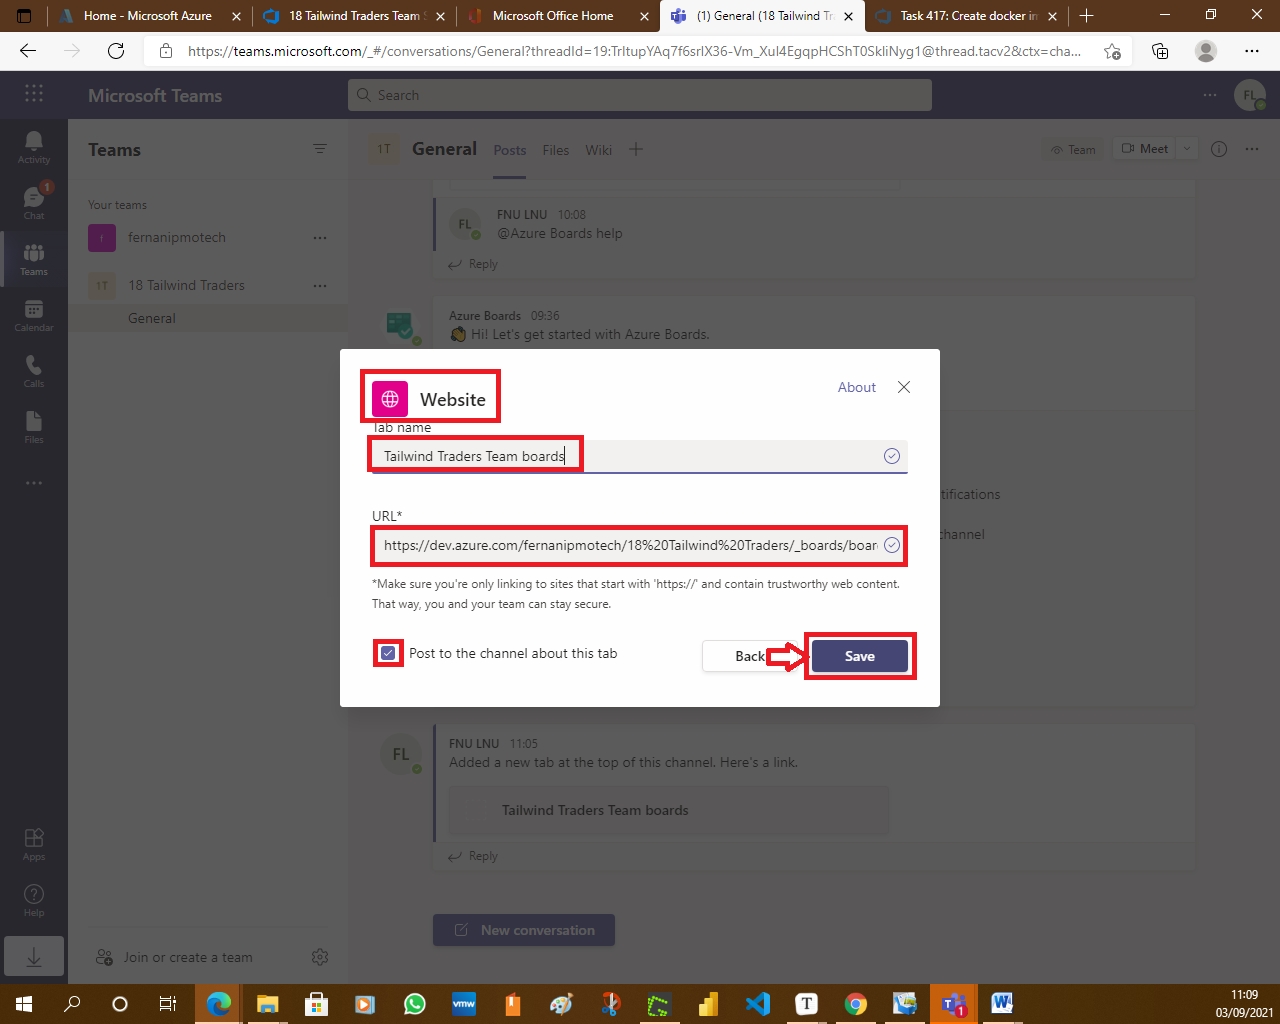 Home - Microsoft Azure
18 Tailwind Traders Team S
Microsoft Office Home
(1) General (18 Tailwind Tr
Task 417: Create docker im
https://teams.microsoft.com/_#/conversations/General?threadId=19:TrItupYAq7f6srlX36-Vm_Xul4EgqpHCShT0SkliNyg1@thread.tacv2&ctx=cha...
Microsoft Teams
Search
FL
Activity
Chat
1
Teams
Calendar
Calls
Files
Apps
Help
Teams
Your teams
f
fernanipmotech
1T
18 Tailwind Traders
General
Join or create a team
1T
General
Posts
Files
Wiki
Team
Meet
FL
FNU LNU 10:08
@Azure Boards help
Reply
Azure Boards 09:36
Hi! Let's get started with Azure Boards.
tifications
channel
Website
About
Tab name
Tailwind Traders Team boards
URL*
https://dev.azure.com/fernanipmotech/18%20Tailwind%20Traders/_boards/boar
*Make sure you're only linking to sites that start with 'https://' and contain trustworthy web content.
That way, you and your team can stay secure.
Post to the channel about this tab
Back
Save
FL
FNU LNU 11:05
Added a new tab at the top of this channel. Here's a link.
Tailwind Traders Team boards
Reply
New conversation
vmw
T
1
W
11:09
03/09/2021